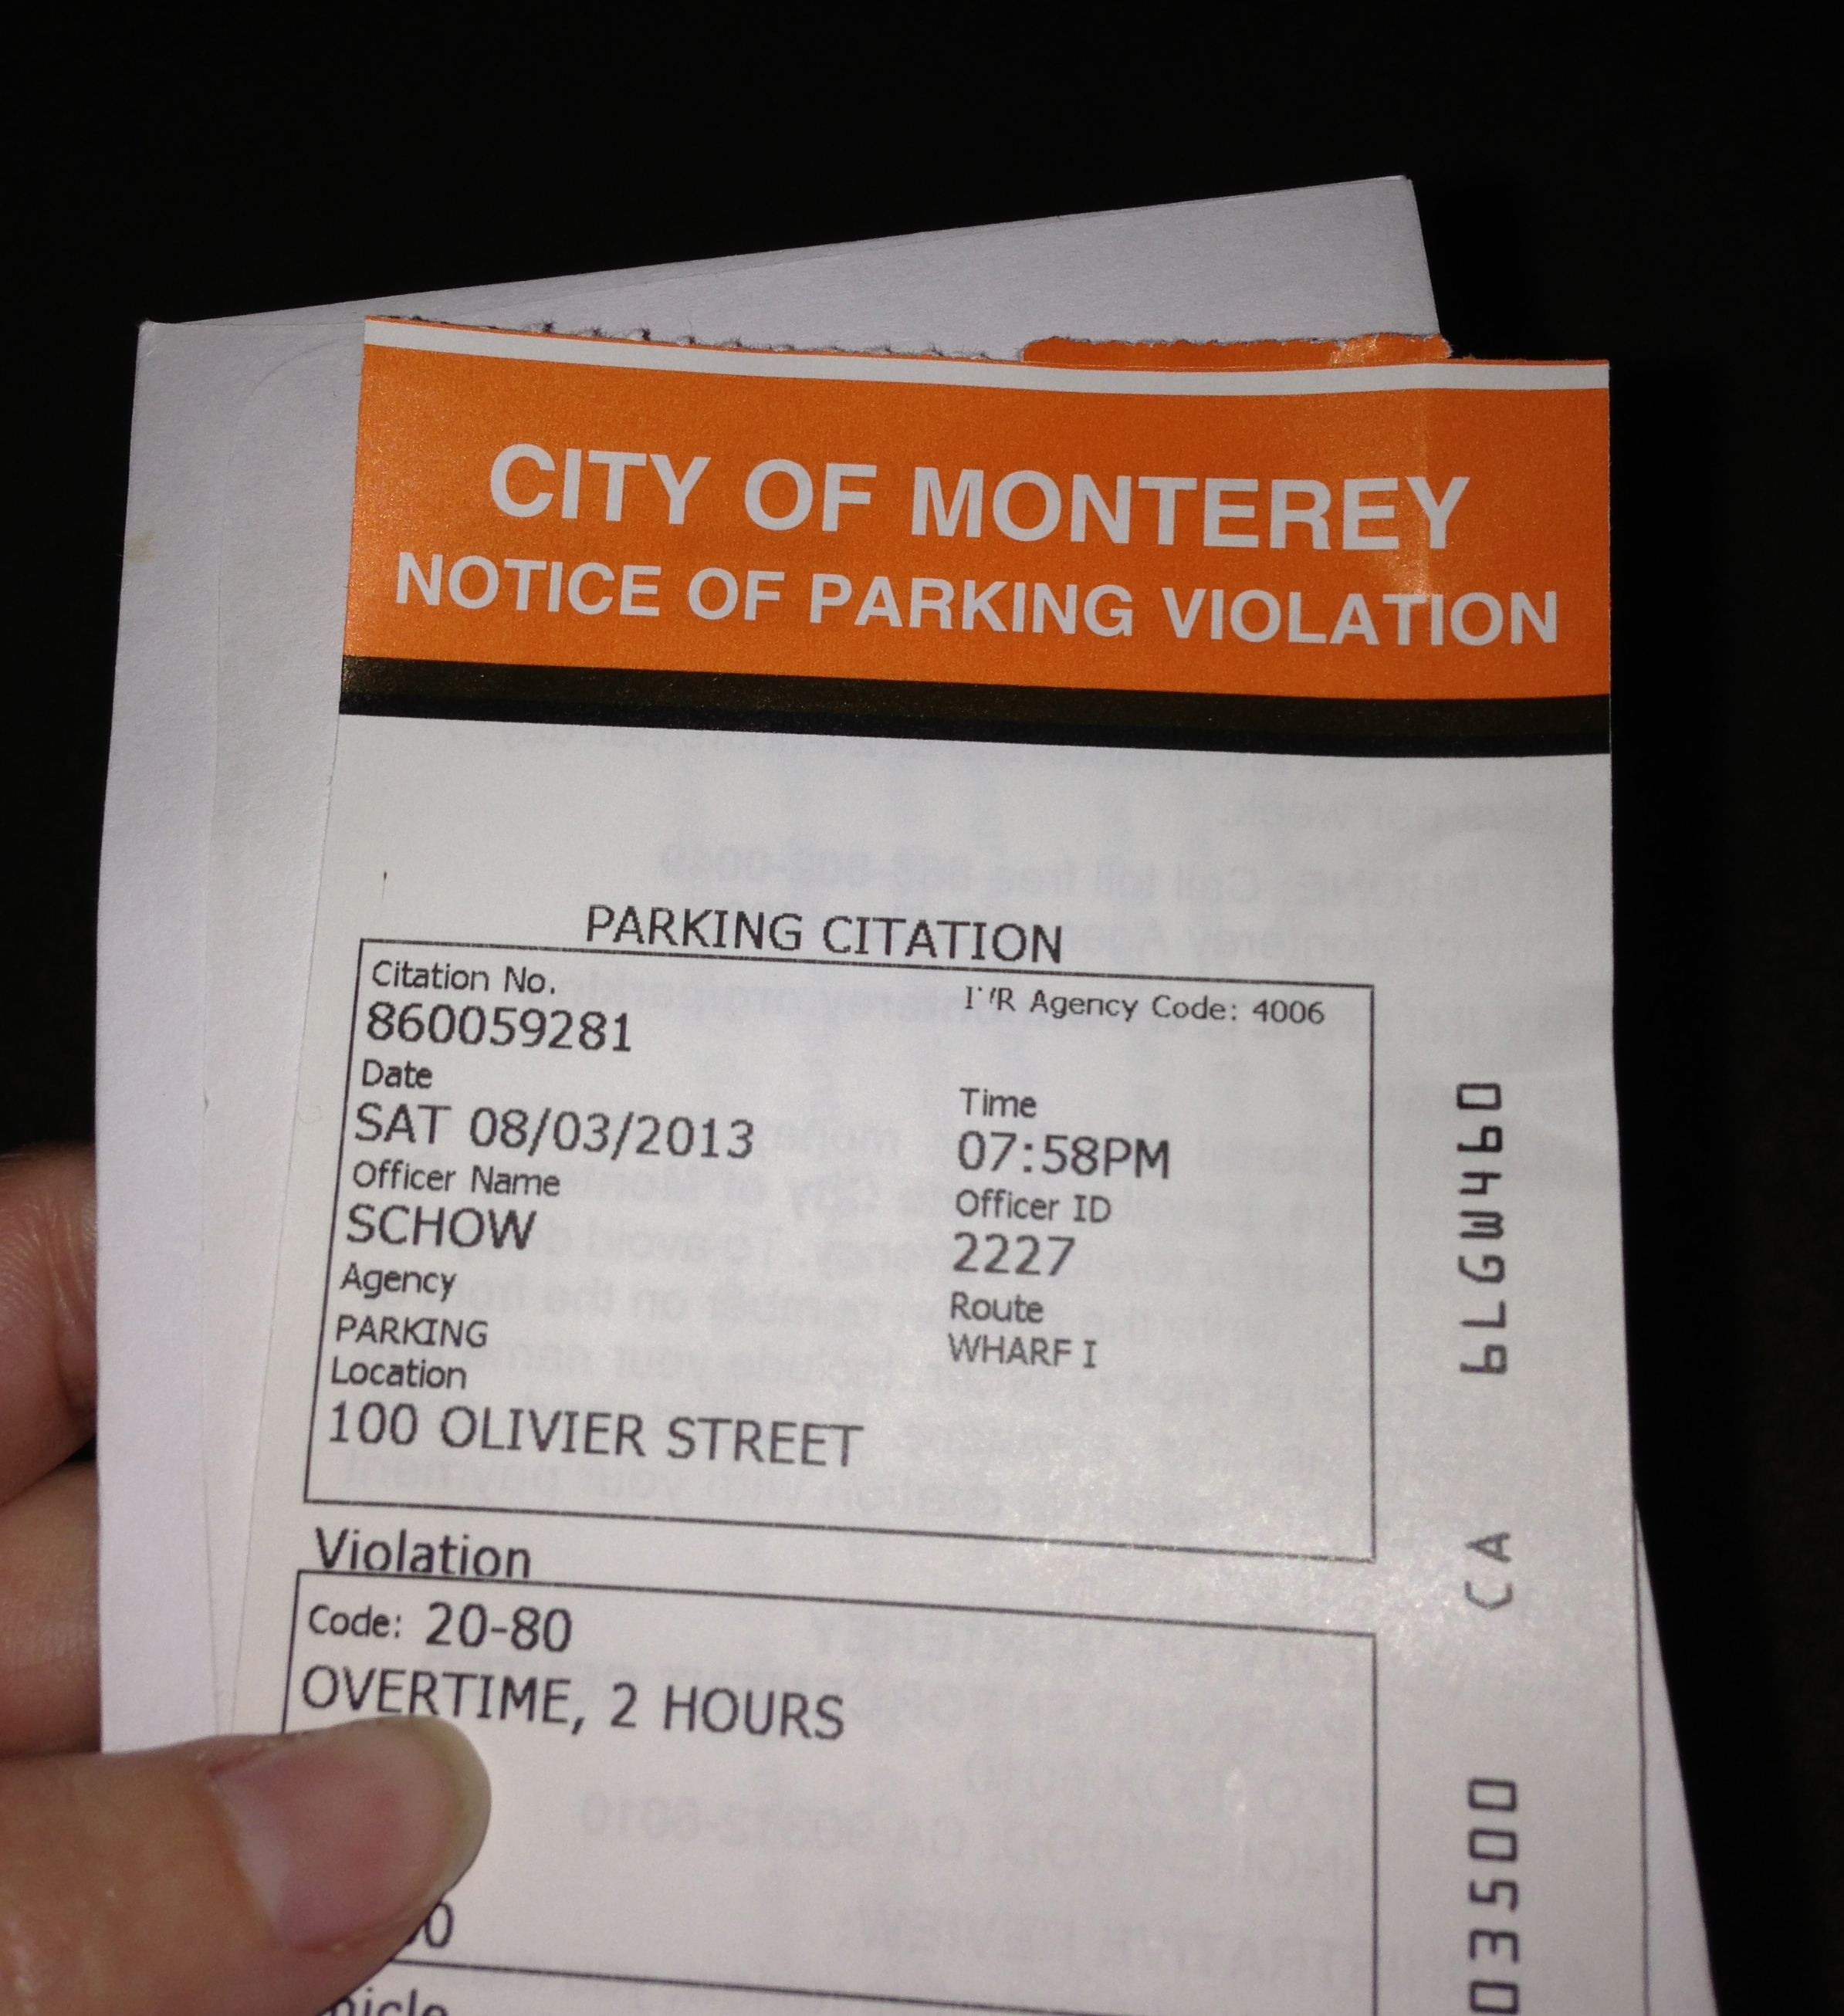 CITY OF MONTEREY
NOTICE OF PARKING VIOLATION
PARKING CITATION
Citation No.
Agency Code: 4006
860059281
Date
Time
SAT 08/03/2013
07:58PM
Officer Name
Officer ID
SCHOW
2227
Agency
Route
PARKING
WHARF I
Location
100 OLIVIER STREET
Violation
Code: 20-80
OVERTIME, 2 HOURS
6LGW460
CA
03500